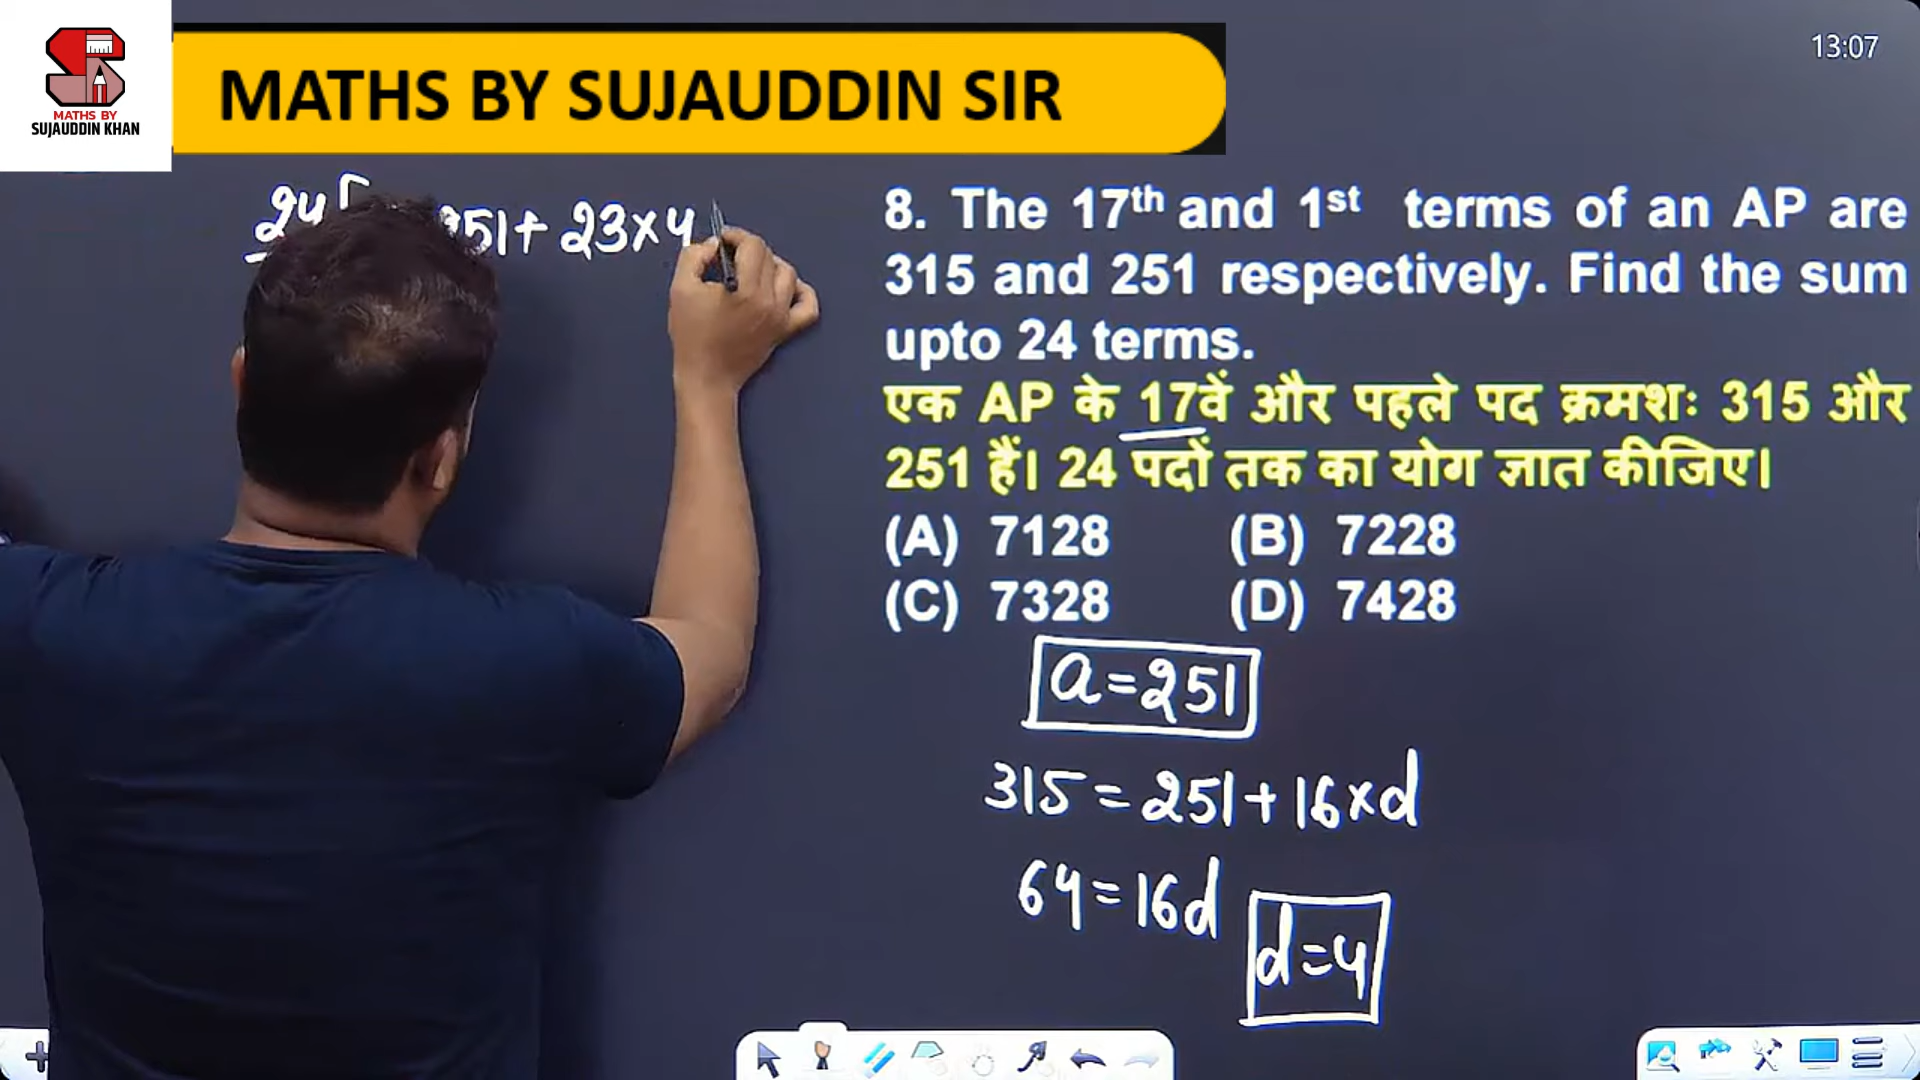 MATHS BY
SUJAUDDIN KHAN
MATHS BY SUJAUDDIN SIR
13:07
24[ 251+ 23×4
8. The 17th and 1st terms of an AP are
315 and 251 respectively. Find the sum
upto 24 terms.
एक AP के 17वें और पहले पद क्रमशः 315 और
251 हैं। 24 पदों तक का योग ज्ञात कीजिए।
(A) 7128 (B) 7228
(C) 7328 (D) 7428
a=251
315=251+16×d
64=16d
d=4